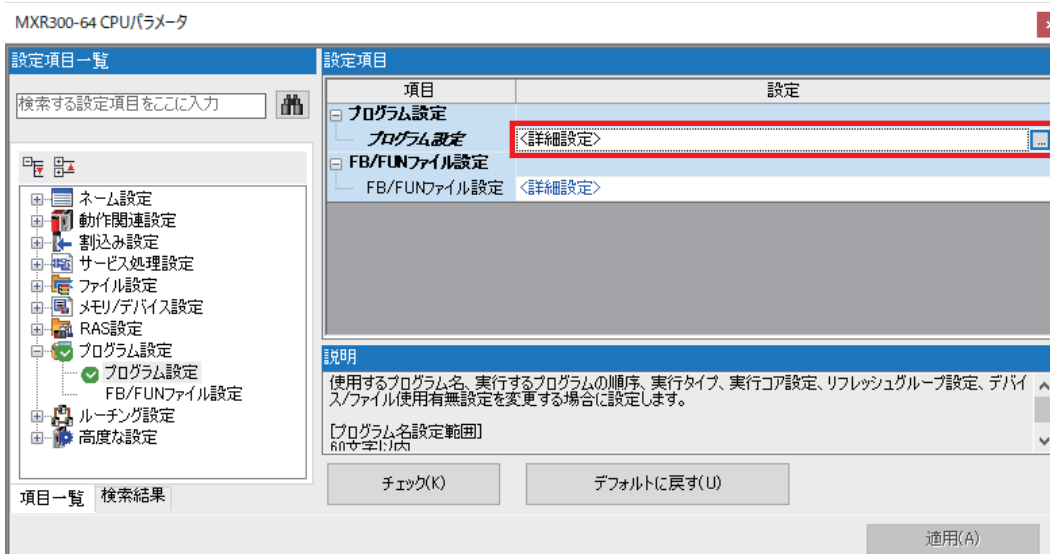 MXR300-64 CPUパラメータ
設定項目一覧
検索する設定項目をここに入力
ネーム設定
動作関連設定
割込み設定
サービス処理設定
ファイル設定
メモリ/デバイス設定
RAS設定
プログラム設定
プログラム設定
FB/FUNファイル設定
ルーチング設定
高度な設定
項目一覧 検索結果
設定項目
項目 設定
プログラム設定
プログラム設定 <詳細設定> ...
FB/FUNファイル設定
FB/FUNファイル設定 <詳細設定>
説明
使用するプログラム名、実行するプログラムの順序、実行タイプ、実行コア設定、リフレッシュグループ設定、デバイ
ス/ファイル使用有無設定を変更する場合に設定します。
[プログラム名設定範囲]
60文字以内
チェック(K) デフォルトに戻す(U)
適用(A)